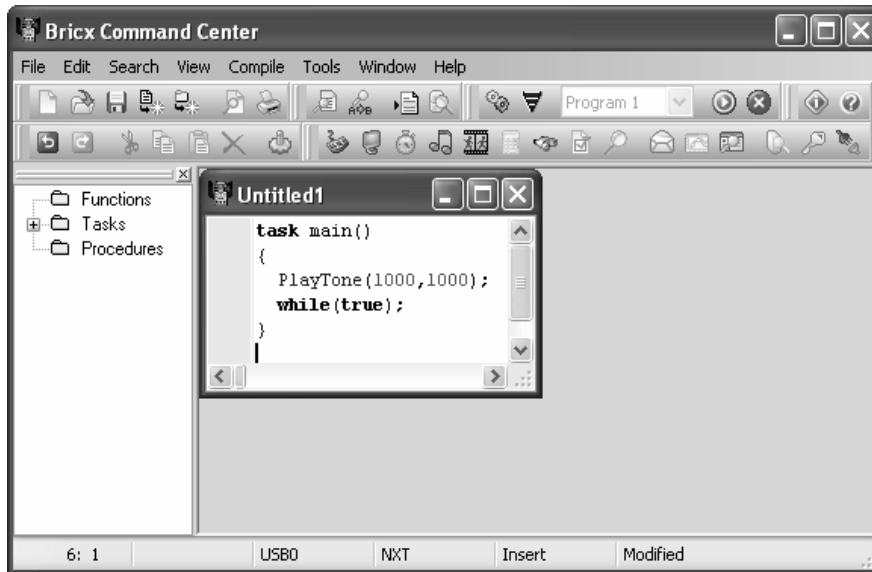 Bricx Command Center
File Edit Search View Compile Tools Window Help
Program 1
Functions
Tasks
Procedures
Untitled1
task main()
{
PlayTone(1000,1000);
while(true);
}
6: 1 USB0 NXT Insert Modified